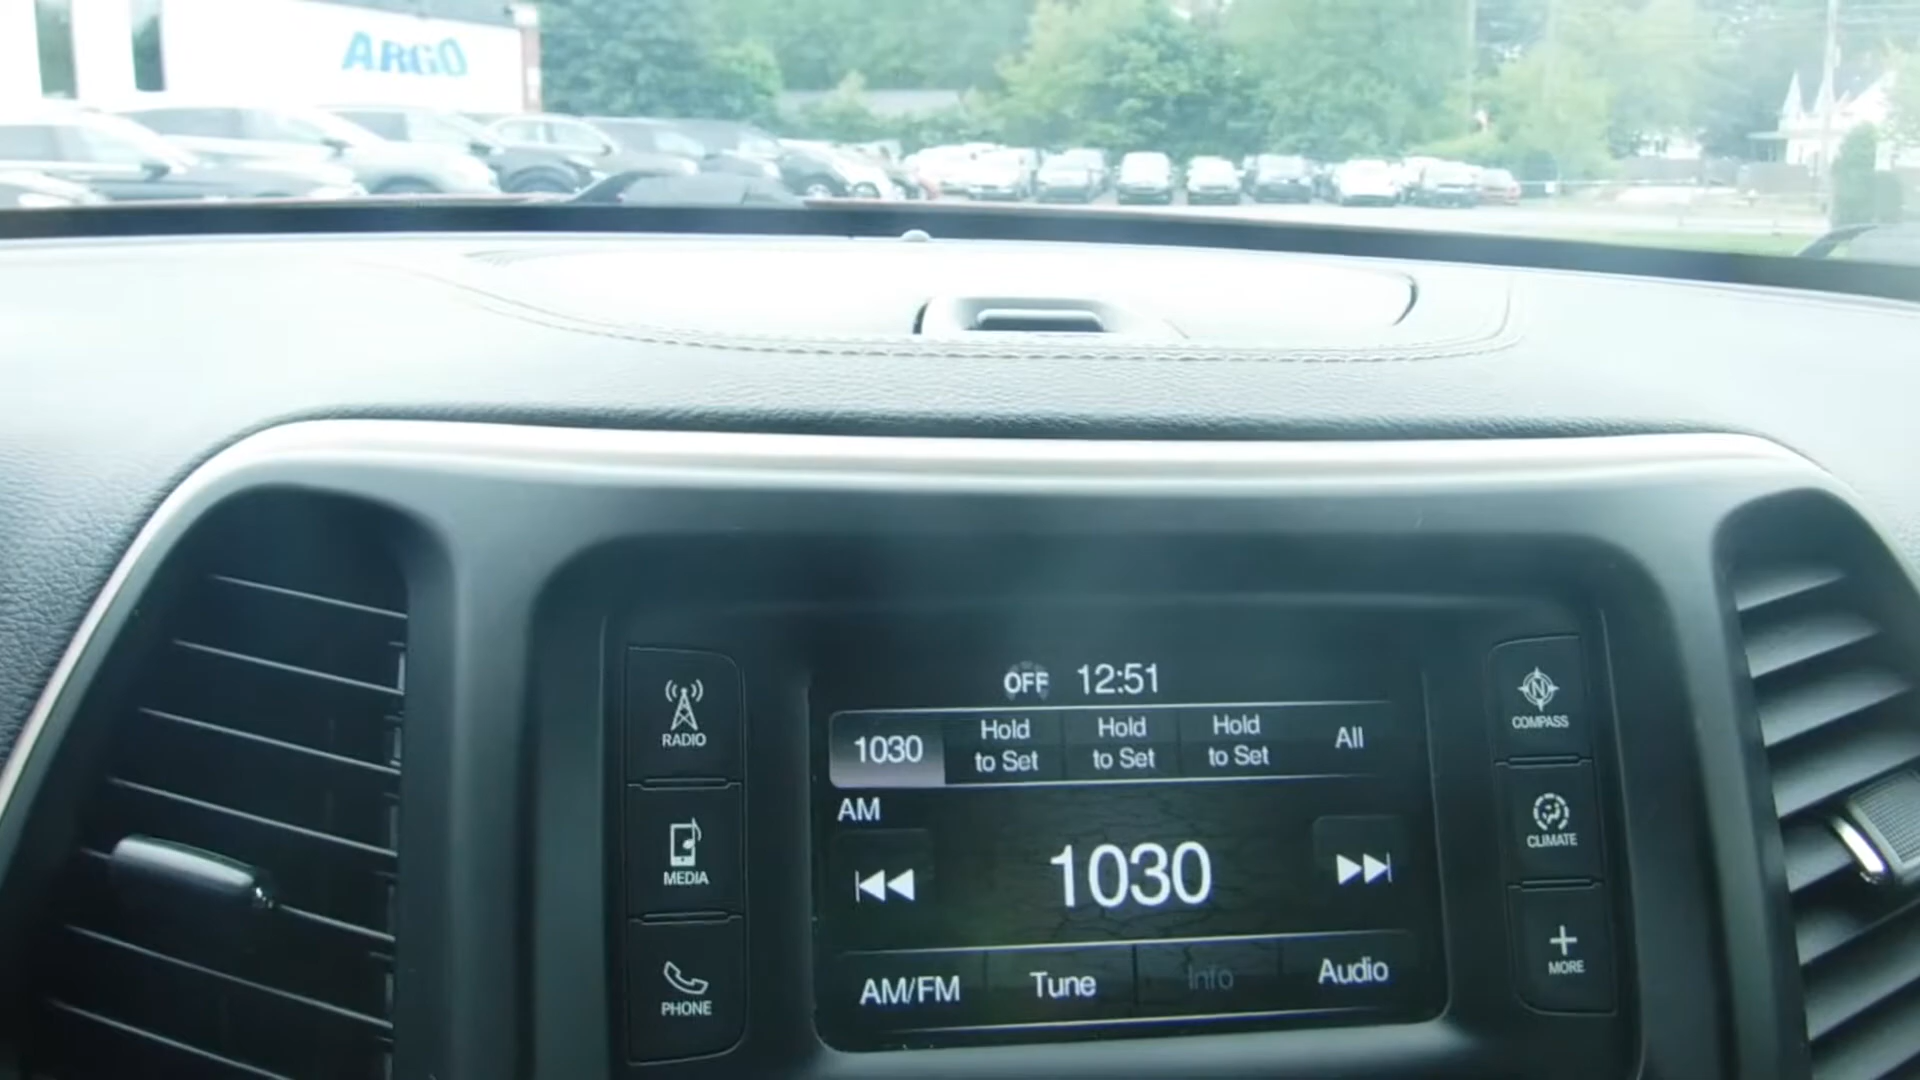 ARGO
OFF 12:51
RADIO
MEDIA
PHONE
1030
Hold
to Set
Hold
to Set
Hold
to Set
All
AM
1030
AM/FM
Tune
Info
Audio
N
COMPASS
CLIMATE
MORE